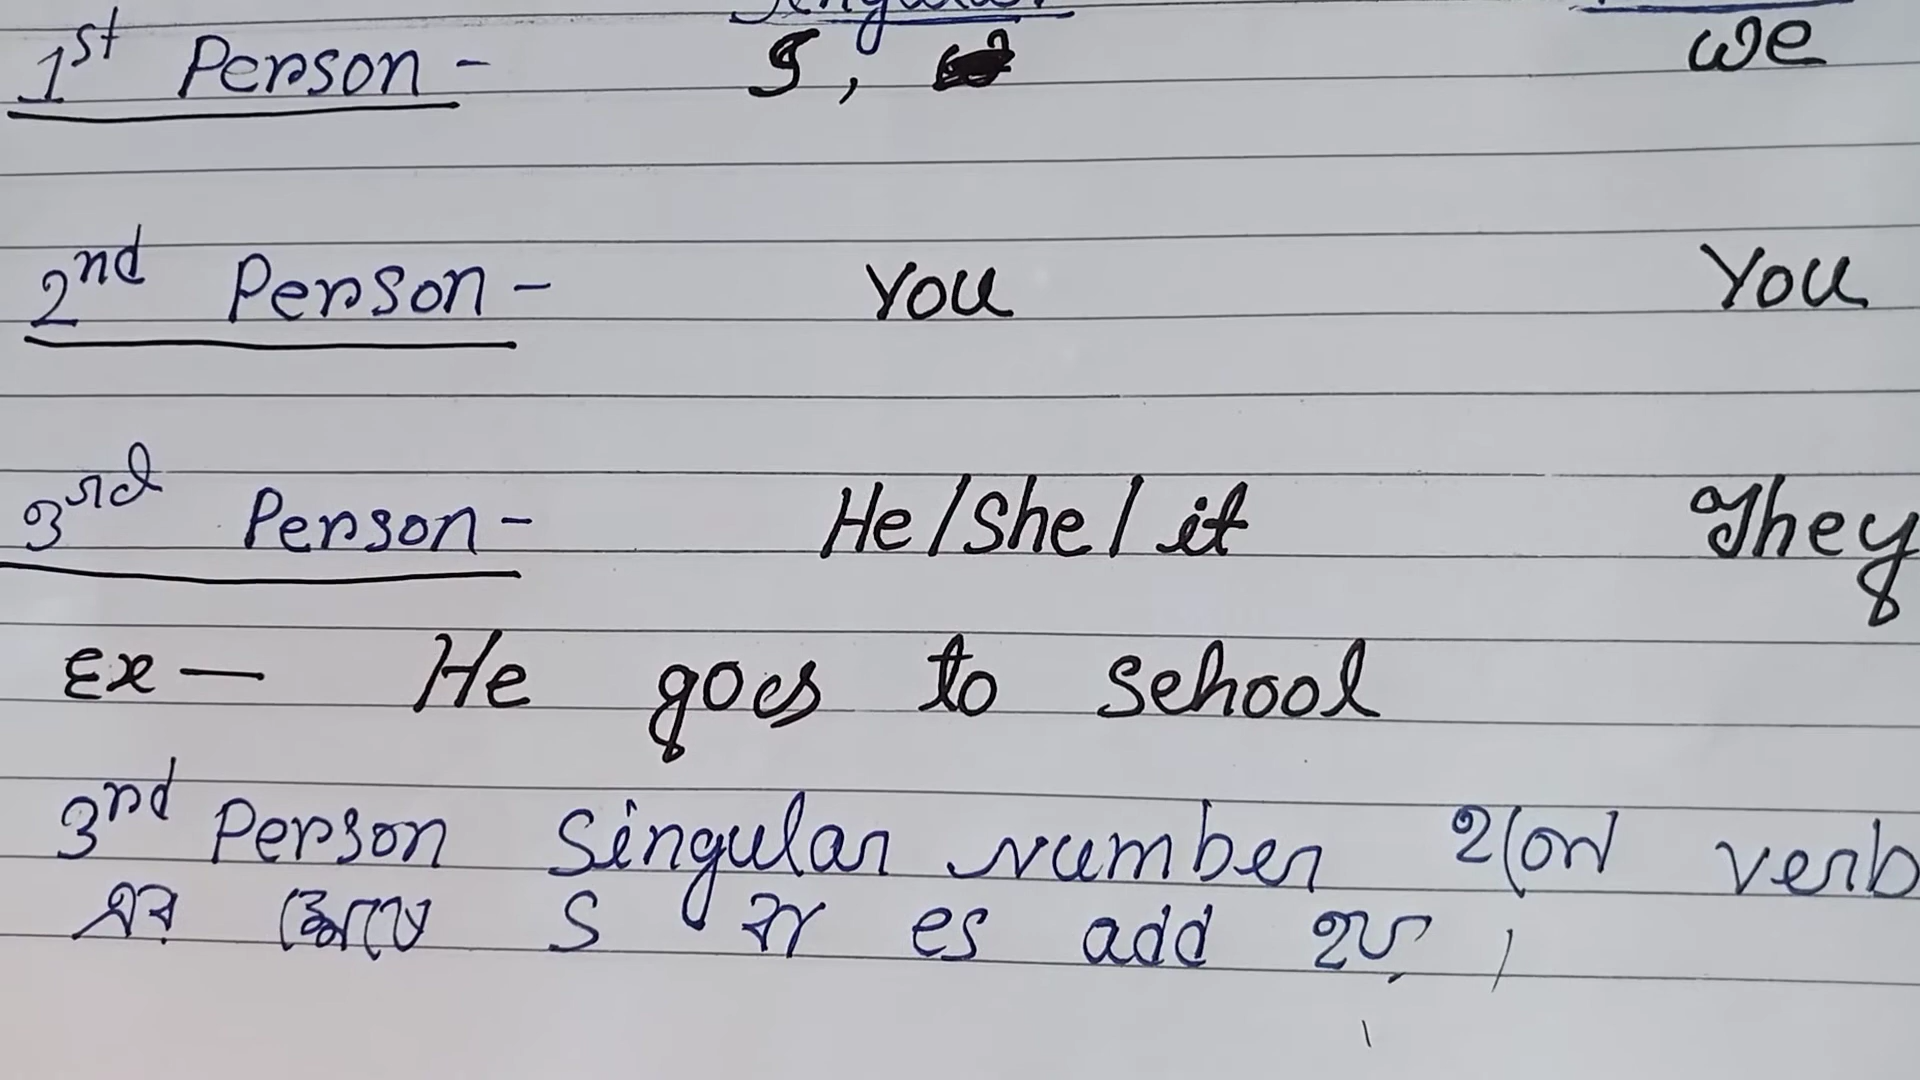 Singular
1st Person - I, we
2nd Person - You You
3rd Person - He/She/it They
Ex — He goes to school
3rd Person Singular number হলে verb
এর সাথে S বা es add হয়।